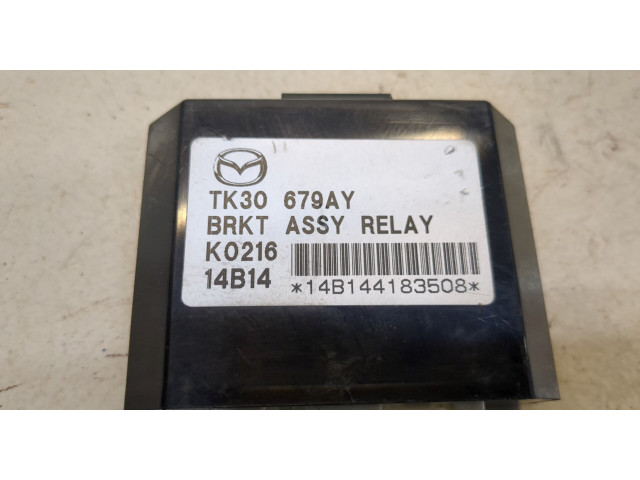 TK30 679AY
BRKT ASSY RELAY
K0216
14B14 *14B144183508*